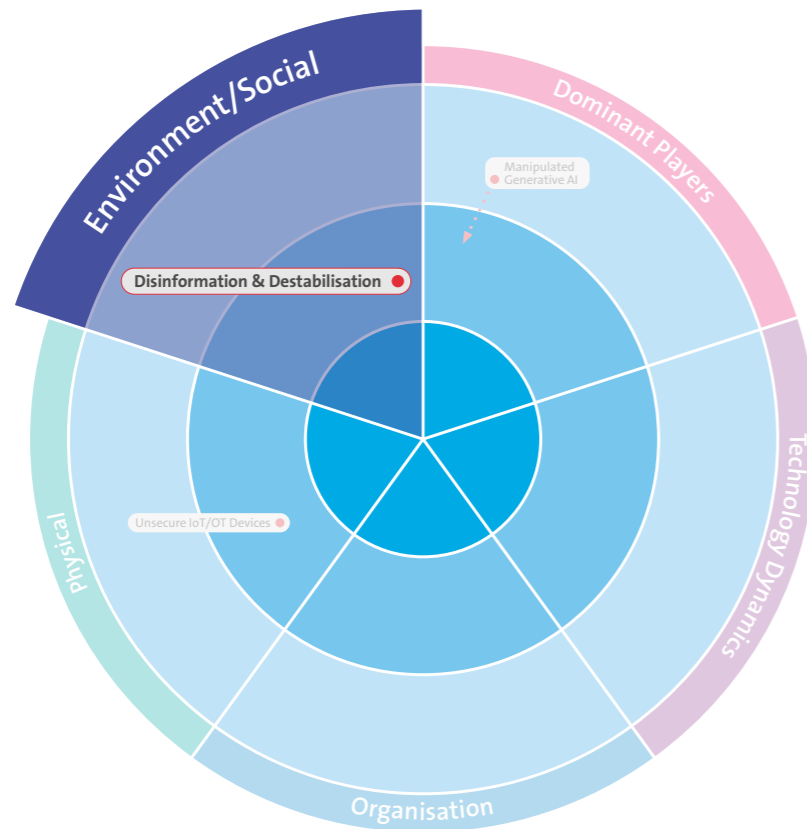 Environment/Social
Dominant Players
Manipulated
Generative AI
Disinformation & Destabilisation
Technology Dynamics
Unsecure IoT/OT Devices
Physical
Organisation